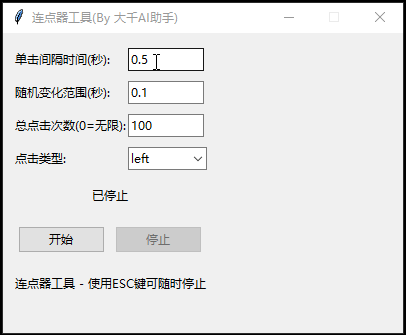 连点器工具(By 大千AI助手)
单击间隔时间(秒): 0.5
随机变化范围(秒): 0.1
总点击次数(0=无限): 100
点击类型: left
已停止
开始 停止
连点器工具 - 使用ESC键可随时停止